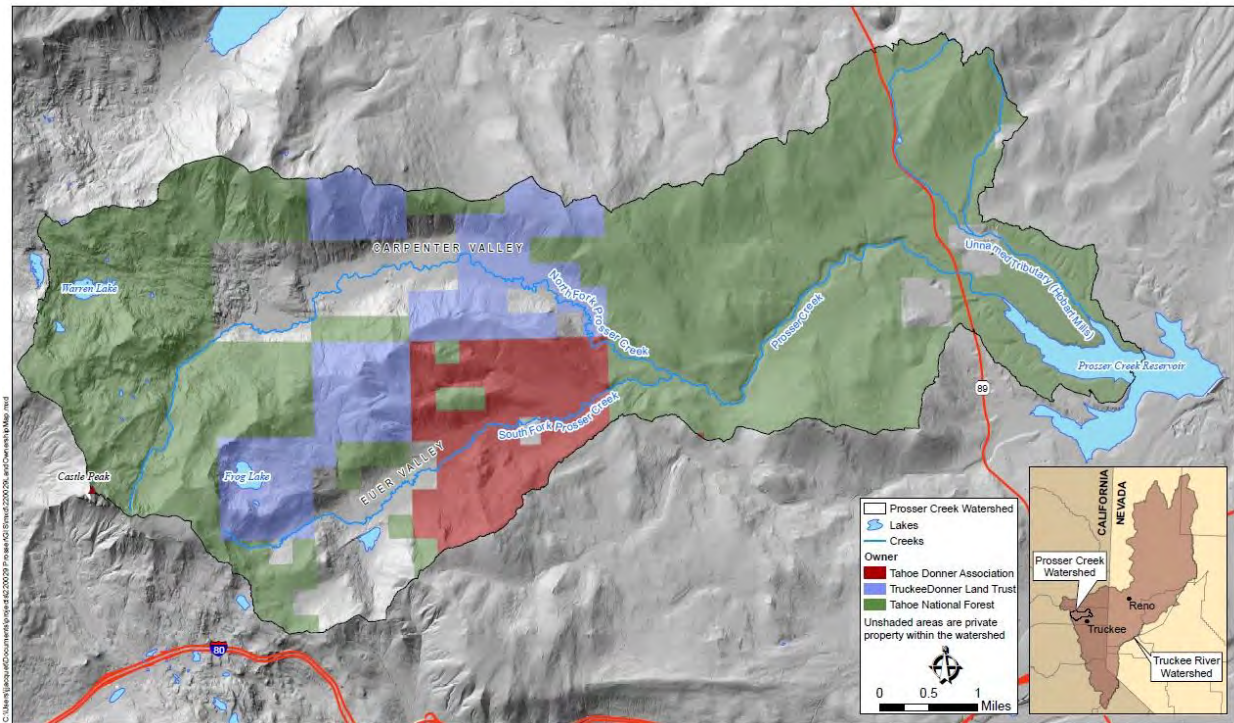 CARPENTER VALLEY
Warren Lake
North Fork Prosser Creek
Prosser Creek
Unnamed Tributary (Hobart Mills)
Prosser Creek Reservoir
89
South Fork Prosser Creek
EUER VALLEY
Frog Lake
Castle Peak
80
Prosser Creek Watershed
Lakes
Creeks
Owner
Tahoe Donner Association
TruckeeDonner Land Trust
Tahoe National Forest
Unshaded areas are private
property within the watershed
0 0.5 1
Miles
CALIFORNIA
NEVADA
Prosser Creek
Watershed
Reno
Truckee
Truckee River
Watershed